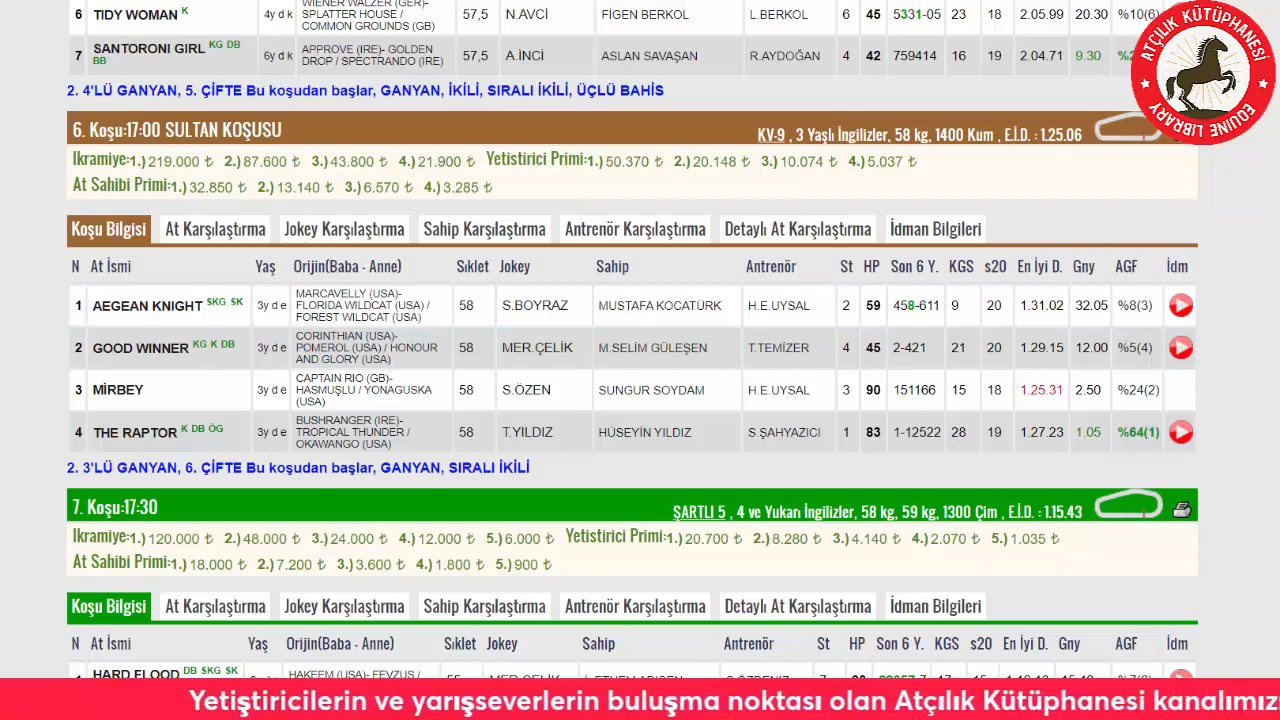 6 TIDY WOMAN K 4y d k WIENER WALZER (GER)- SPLATTER HOUSE / COMMON GROUNDS (GB) 57,5 N.AVCİ FİGEN BERKOL L.BERKOL 6 45 5331-05 23 18 2.05.99 20.30 %10(6)
7 SANTORONI GIRL KG DB BB 6y d k APPROVE (IRE)- GOLDEN DROP / SPECTRANDO (IRE) 57,5 A.İNCİ ASLAN SAVAŞAN R.AYDOĞAN 4 42 759414 16 19 2.04.71 9.30
ATÇILIK KÜTÜPHANESİ
EQUINE LIBRARY
2. 4'LÜ GANYAN, 5. ÇİFTE Bu koşudan başlar, GANYAN, İKİLİ, SIRALI İKİLİ, ÜÇLÜ BAHİS
6. Koşu:17:00 SULTAN KOŞUSU
KV-9 , 3 Yaşlı İngilizler, 58 kg, 1400 Kum , E.İ.D. : 1.25.06
Ikramiye:1.) 219.000 ₺ 2.) 87.600 ₺ 3.) 43.800 ₺ 4.) 21.900 ₺ Yetistirici Primi:1.) 50.370 ₺ 2.) 20.148 ₺ 3.) 10.074 ₺ 4.) 5.037 ₺
At Sahibi Primi:1.) 32.850 ₺ 2.) 13.140 ₺ 3.) 6.570 ₺ 4.) 3.285 ₺
Koşu Bilgisi At Karşılaştırma Jokey Karşılaştırma Sahip Karşılaştırma Antrenör Karşılaştırma Detaylı At Karşılaştırma İdman Bilgileri
N At İsmi Yaş Orijin(Baba - Anne) Sıklet Jokey Sahip Antrenör St HP Son 6 Y. KGS s20 En İyi D. Gny AGF İdm
1 AEGEAN KNIGHT SKG SK 3y d e MARCAVELLY (USA)- FLORIDA WILDCAT (USA) / FOREST WILDCAT (USA) 58 S.BOYRAZ MUSTAFA KOCATÜRK H.E.UYSAL 2 59 458-611 9 20 1.31.02 32.05 %8(3)
2 GOOD WINNER KG K DB 3y d e CORINTHIAN (USA)- POMEROL (USA) / HONOUR AND GLORY (USA) 58 MER.ÇELİK M.SELİM GÜLEŞEN T.TEMİZER 4 45 2-421 21 20 1.29.15 12.00 %5(4)
3 MİRBEY 3y d e CAPTAIN RIO (GB)- HASMUŞLU / YONAGUSKA (USA) 58 S.ÖZEN SUNGUR SOYDAM H.E.UYSAL 3 90 151166 15 18 1.25.31 2.50 %24(2)
4 THE RAPTOR K DB ÖG 3y d e BUSHRANGER (IRE)- TROPICAL THUNDER / OKAWANGO (USA) 58 T.YILDIZ HÜSEYİN YILDIZ S.ŞAHYAZICI 1 83 1-12522 28 19 1.27.23 1.05 %64(1)
2. 3'LÜ GANYAN, 6. ÇİFTE Bu koşudan başlar, GANYAN, SIRALI İKİLİ
7. Koşu:17:30
ŞARTLI 5 , 4 ve Yukarı İngilizler, 58 kg, 59 kg, 1300 Çim , E.İ.D. : 1.15.43
Ikramiye:1.) 120.000 ₺ 2.) 48.000 ₺ 3.) 24.000 ₺ 4.) 12.000 ₺ 5.) 6.000 ₺ Yetistirici Primi:1.) 20.700 ₺ 2.) 8.280 ₺ 3.) 4.140 ₺ 4.) 2.070 ₺ 5.) 1.035 ₺
At Sahibi Primi:1.) 18.000 ₺ 2.) 7.200 ₺ 3.) 3.600 ₺ 4.) 1.800 ₺ 5.) 900 ₺
Koşu Bilgisi At Karşılaştırma Jokey Karşılaştırma Sahip Karşılaştırma Antrenör Karşılaştırma Detaylı At Karşılaştırma İdman Bilgileri
N At İsmi Yaş Orijin(Baba - Anne) Sıklet Jokey Sahip Antrenör St HP Son 6 Y. KGS s20 En İyi D. Gny AGF İdm
HARD FLOOD DB SKG SK HAKEEM (USA)- FEVZUS / MER.ÇELİK
Yetiştiricilerin ve yarışseverlerin buluşma noktası olan Atçılık Kütüphanesi kanalımız